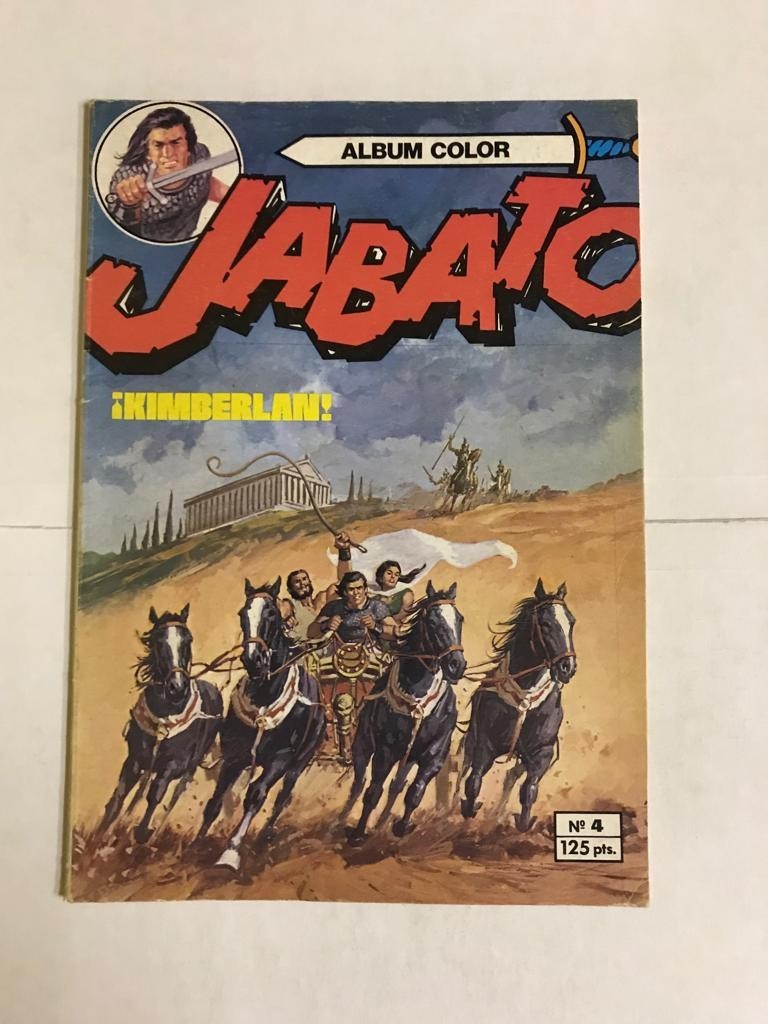 ALBUM COLOR
JABATO
¡KIMBERLAN!
Nº 4
125 pts.